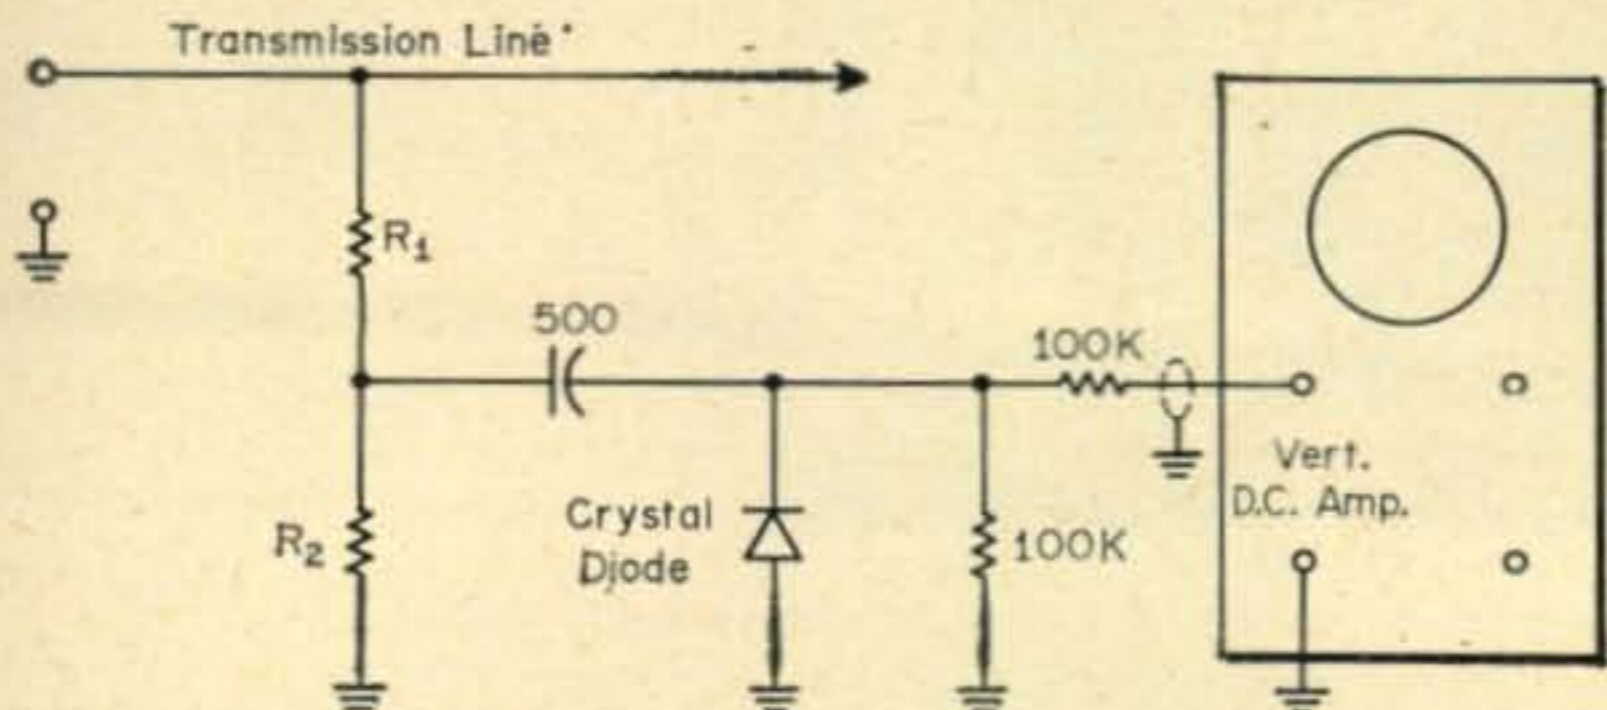 Transmission Line
R₁
500
100K
R₂
Crystal
Diode
100K
Vert.
D.C. Amp.